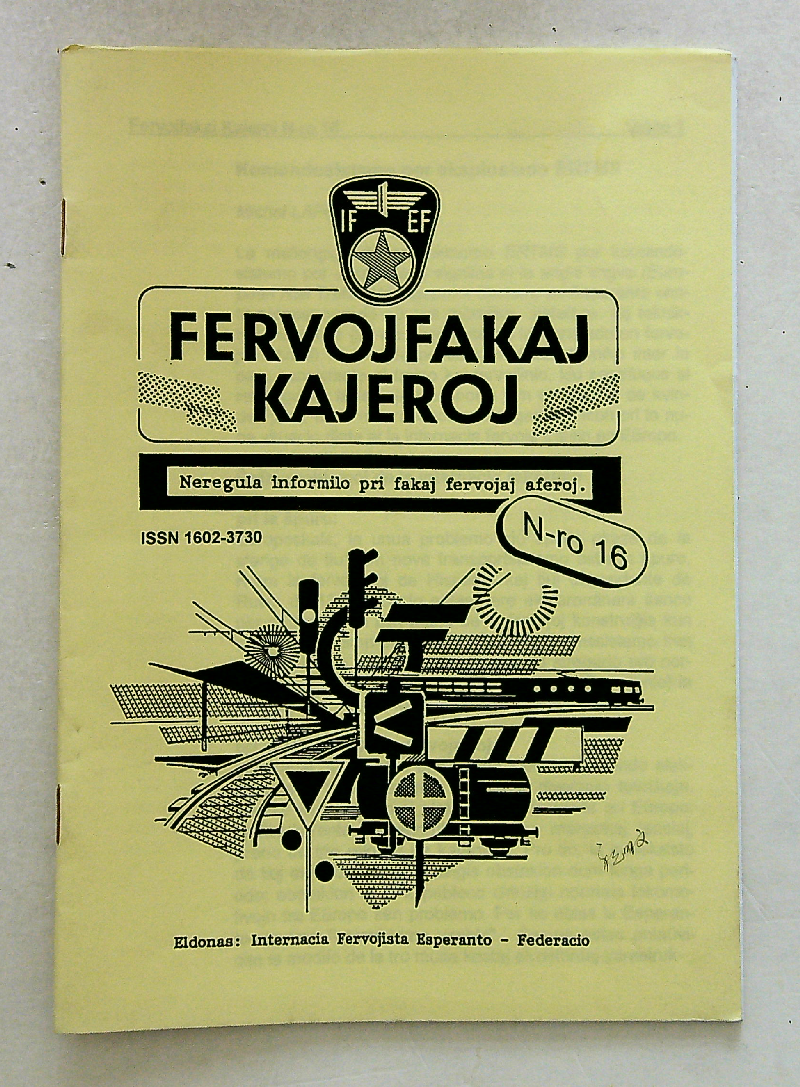 IF EF
FERVOJFAKAJ
KAJEROJ
Neregula informilo pri fakaj fervojaj aferoj.
ISSN 1602-3730
N-ro 16
Eldonas: Internacia Fervojista Esperanto - Federacio